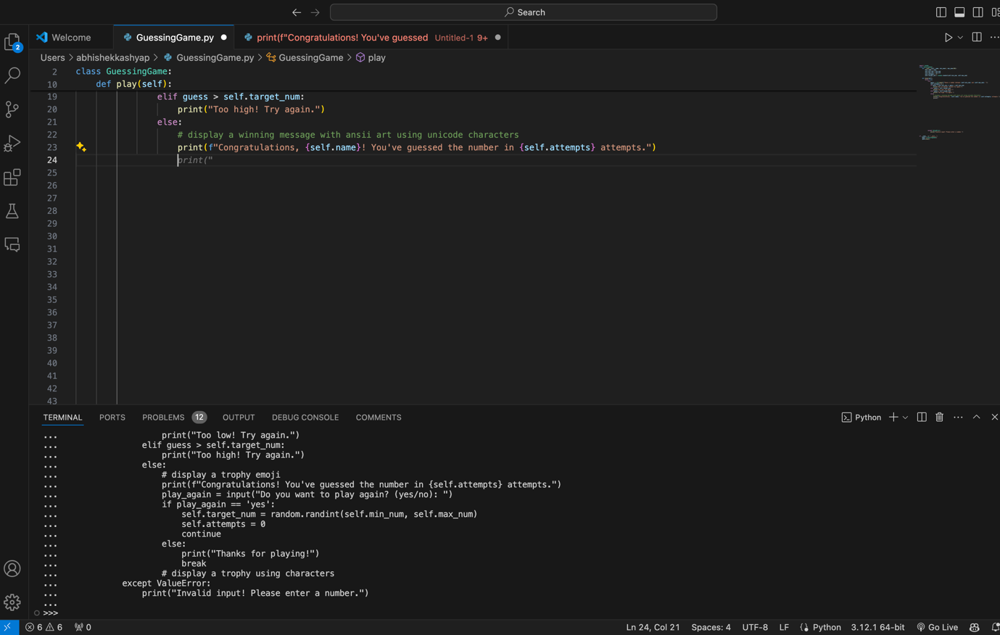 Search
Welcome
GuessingGame.py
print(f"Congratulations! You've guessed Untitled-1 9+
Users > abhishekkashyap > GuessingGame.py > GuessingGame > play
2 class GuessingGame:
10 def play(self):
19 elif guess > self.target_num:
20 print("Too high! Try again.")
21 else:
22 # display a winning message with ansii art using unicode characters
23 print(f"Congratulations, {self.name}! You've guessed the number in {self.attempts} attempts.")
24 print("
25
26
27
28
29
30
31
32
33
34
35
36
37
38
39
40
41
42
43
2
TERMINAL PORTS PROBLEMS 12 OUTPUT DEBUG CONSOLE COMMENTS Python
... print("Too low! Try again.")
... elif guess > self.target_num:
... print("Too high! Try again.")
... else:
... # display a trophy emoji
... print(f"Congratulations! You've guessed the number in {self.attempts} attempts.")
... play_again = input("Do you want to play again? (yes/no): ")
... if play_again == 'yes':
... self.target_num = random.randint(self.min_num, self.max_num)
... self.attempts = 0
... continue
... else:
... print("Thanks for playing!")
... break
... # display a trophy using characters
... except ValueError:
... print("Invalid input! Please enter a number.")
...
>>>
6 6 0 Ln 24, Col 21 Spaces: 4 UTF-8 LF Python 3.12.1 64-bit Go Live